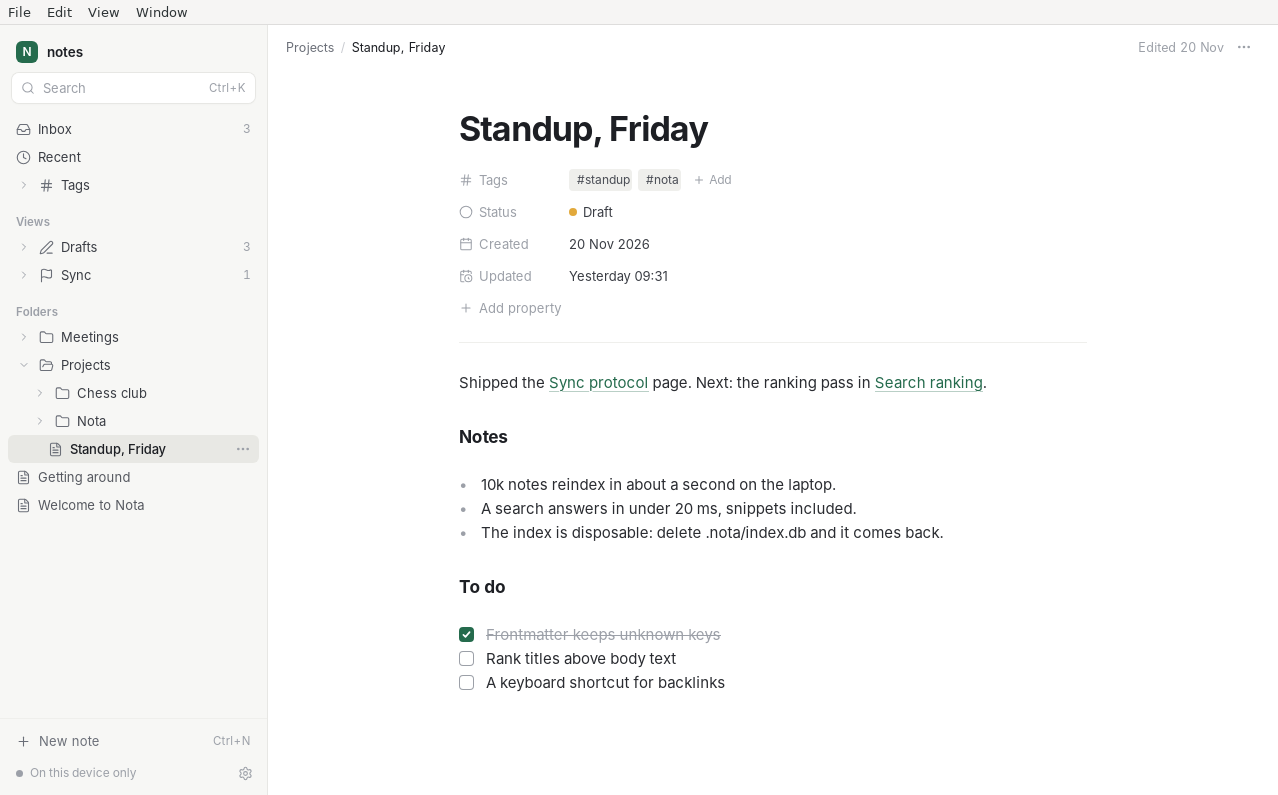 File Edit View Window
N notes
Search Ctrl+K
Inbox 3
Recent
Tags
Views
Drafts 3
Sync 1
Folders
Meetings
Projects
Chess club
Nota
Standup, Friday
Getting around
Welcome to Nota
New note Ctrl+N
On this device only
Projects / Standup, Friday
Edited 20 Nov
Standup, Friday
Tags #standup #nota + Add
Status Draft
Created 20 Nov 2026
Updated Yesterday 09:31
Add property
Shipped the Sync protocol page. Next: the ranking pass in Search ranking.
Notes
10k notes reindex in about a second on the laptop.
A search answers in under 20 ms, snippets included.
The index is disposable: delete .nota/index.db and it comes back.
To do
Frontmatter keeps unknown keys
Rank titles above body text
A keyboard shortcut for backlinks